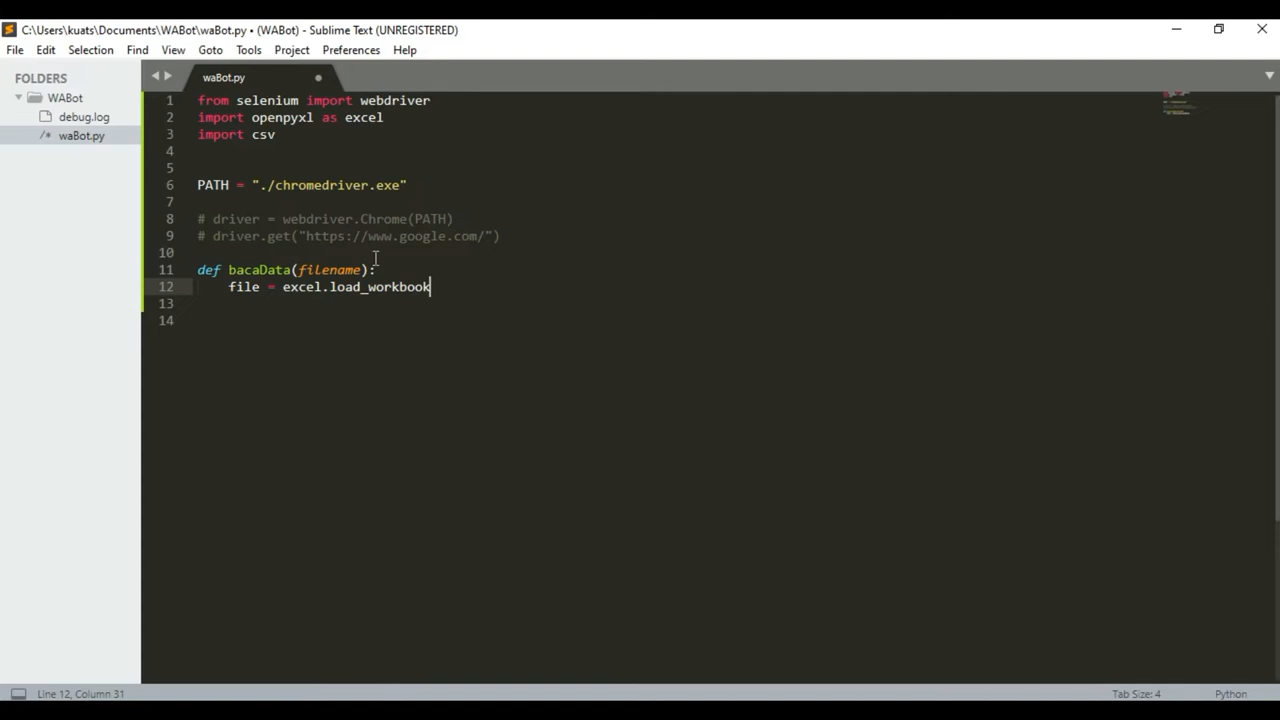 C:\Users\kuats\Documents\WABot\waBot.py • (WABot) - Sublime Text (UNREGISTERED)
File Edit Selection View Find Goto Tools Project Preferences Help
FOLDERS
WABot
debug.log
/* waBot.py
waBot.py
1 from selenium import webdriver
2 import openpyxl as excel
3 import csv
4
5
6 PATH = "./chromedriver.exe"
7
8 # driver = webdriver.Chrome(PATH)
9 # driver.get("https://www.google.com/")
10
11 def bacaData(filename):
12 file = excel.load_workbook
13
14
Line 12, Column 31
Tab Size: 4
Python